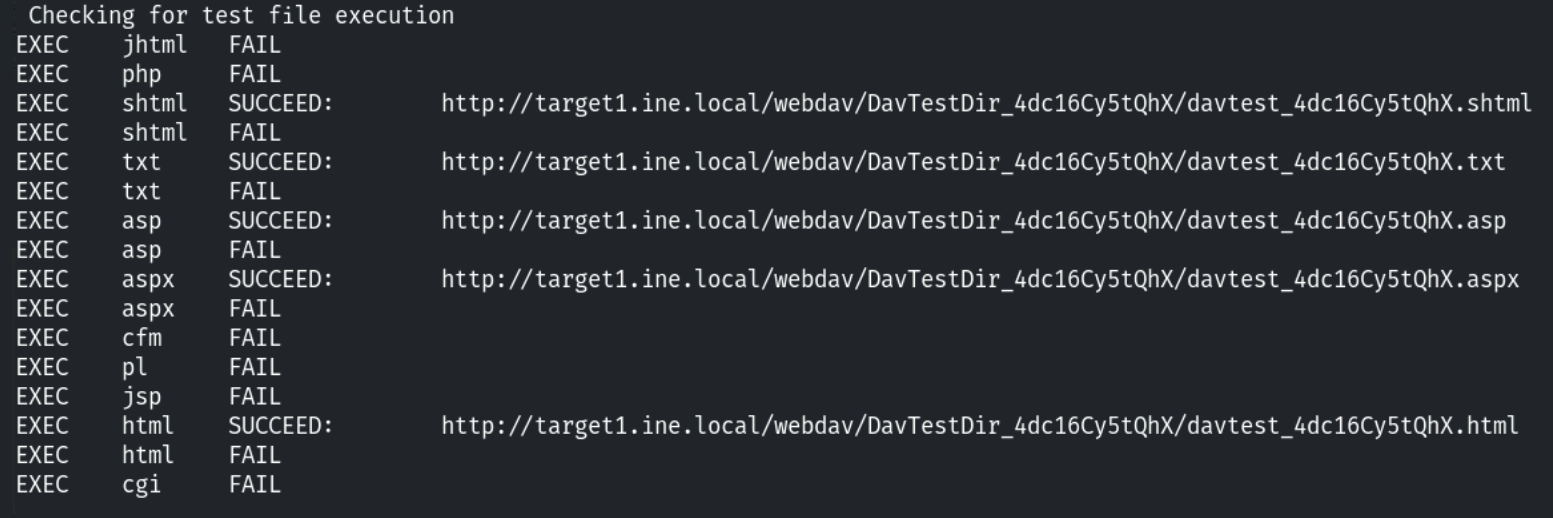 Checking for test file execution
EXEC jhtml FAIL
EXEC php FAIL
EXEC shtml SUCCEED: http://target1.ine.local/webdav/DavTestDir_4dc16Cy5tQhX/davtest_4dc16Cy5tQhX.shtml
EXEC shtml FAIL
EXEC txt SUCCEED: http://target1.ine.local/webdav/DavTestDir_4dc16Cy5tQhX/davtest_4dc16Cy5tQhX.txt
EXEC txt FAIL
EXEC asp SUCCEED: http://target1.ine.local/webdav/DavTestDir_4dc16Cy5tQhX/davtest_4dc16Cy5tQhX.asp
EXEC asp FAIL
EXEC aspx SUCCEED: http://target1.ine.local/webdav/DavTestDir_4dc16Cy5tQhX/davtest_4dc16Cy5tQhX.aspx
EXEC aspx FAIL
EXEC cfm FAIL
EXEC pl FAIL
EXEC jsp FAIL
EXEC html SUCCEED: http://target1.ine.local/webdav/DavTestDir_4dc16Cy5tQhX/davtest_4dc16Cy5tQhX.html
EXEC html FAIL
EXEC cgi FAIL